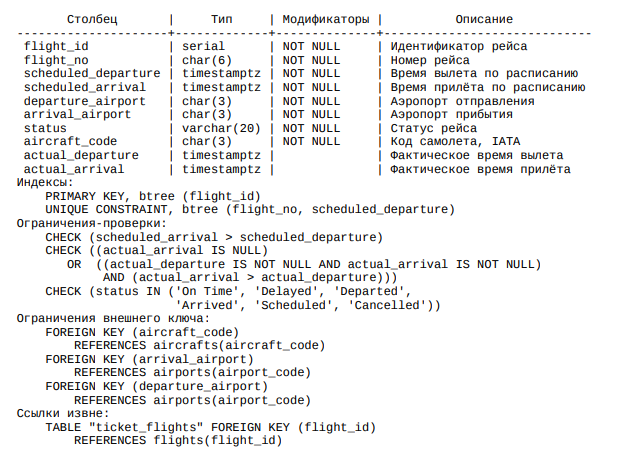 Столбец | Тип | Модификаторы | Описание
---------------------+-------------+--------------+-----------------------------
flight_id | serial | NOT NULL | Идентификатор рейса
flight_no | char(6) | NOT NULL | Номер рейса
scheduled_departure | timestamptz | NOT NULL | Время вылета по расписанию
scheduled_arrival | timestamptz | NOT NULL | Время прилёта по расписанию
departure_airport | char(3) | NOT NULL | Аэропорт отправления
arrival_airport | char(3) | NOT NULL | Аэропорт прибытия
status | varchar(20) | NOT NULL | Статус рейса
aircraft_code | char(3) | NOT NULL | Код самолета, IATA
actual_departure | timestamptz | | Фактическое время вылета
actual_arrival | timestamptz | | Фактическое время прилёта
Индексы:
PRIMARY KEY, btree (flight_id)
UNIQUE CONSTRAINT, btree (flight_no, scheduled_departure)
Ограничения-проверки:
CHECK (scheduled_arrival > scheduled_departure)
CHECK ((actual_arrival IS NULL)
OR ((actual_departure IS NOT NULL AND actual_arrival IS NOT NULL)
AND (actual_arrival > actual_departure)))
CHECK (status IN ('On Time', 'Delayed', 'Departed',
'Arrived', 'Scheduled', 'Cancelled'))
Ограничения внешнего ключа:
FOREIGN KEY (aircraft_code)
REFERENCES aircrafts(aircraft_code)
FOREIGN KEY (arrival_airport)
REFERENCES airports(airport_code)
FOREIGN KEY (departure_airport)
REFERENCES airports(airport_code)
Ссылки извне:
TABLE "ticket_flights" FOREIGN KEY (flight_id)
REFERENCES flights(flight_id)